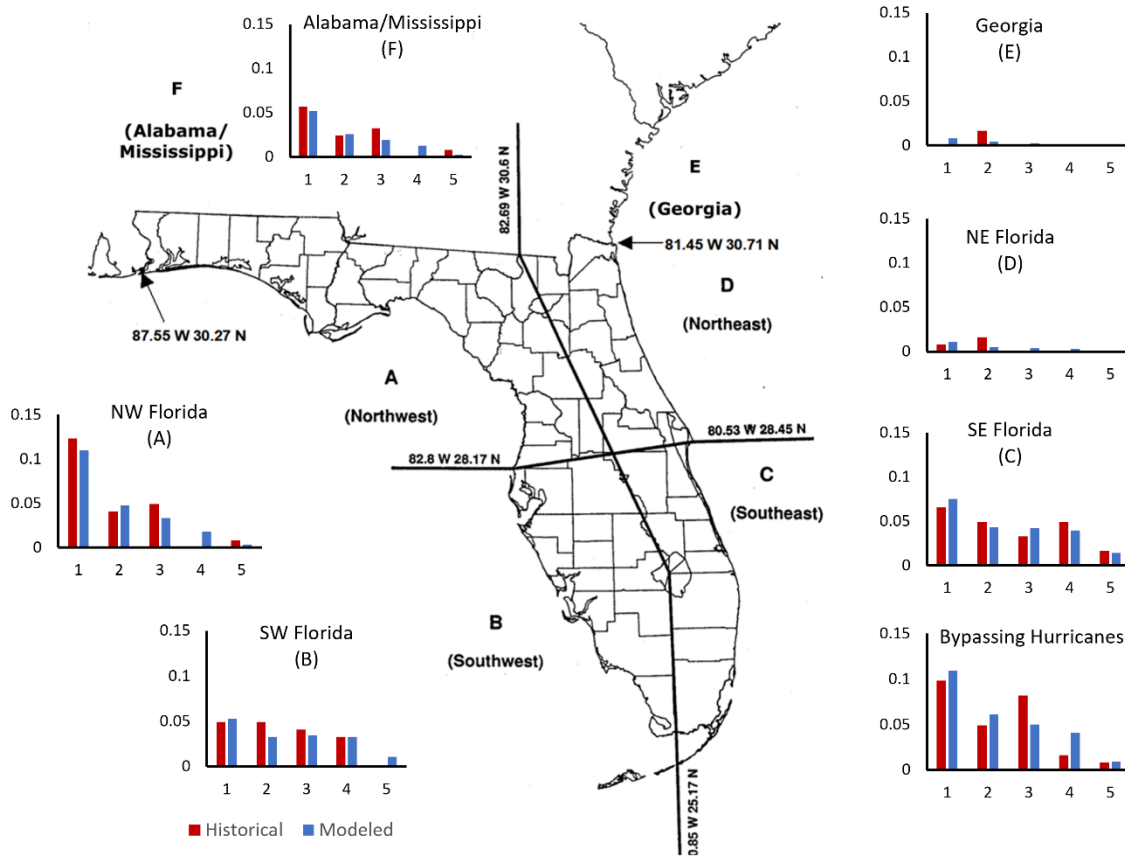 Alabama/Mississippi
(F)
0.15
0.1
0.05
0
1 2 3 4 5
Georgia
(E)
0.15
0.1
0.05
0
1 2 3 4 5
F
(Alabama/
Mississippi)
82.69 W 30.6 N
E
(Georgia)
81.45 W 30.71 N
87.55 W 30.27 N
D
(Northeast)
NE Florida
(D)
0.15
0.1
0.05
0
1 2 3 4 5
A
(Northwest)
NW Florida
(A)
0.15
0.1
0.05
0
1 2 3 4 5
82.8 W 28.17 N
80.53 W 28.45 N
C
(Southeast)
SE Florida
(C)
0.15
0.1
0.05
0
1 2 3 4 5
B
(Southwest)
SW Florida
(B)
0.15
0.1
0.05
0
1 2 3 4 5
Bypassing Hurricanes
0.15
0.1
0.05
0
1 2 3 4 5
0.85 W 25.17 N
Historical Modeled